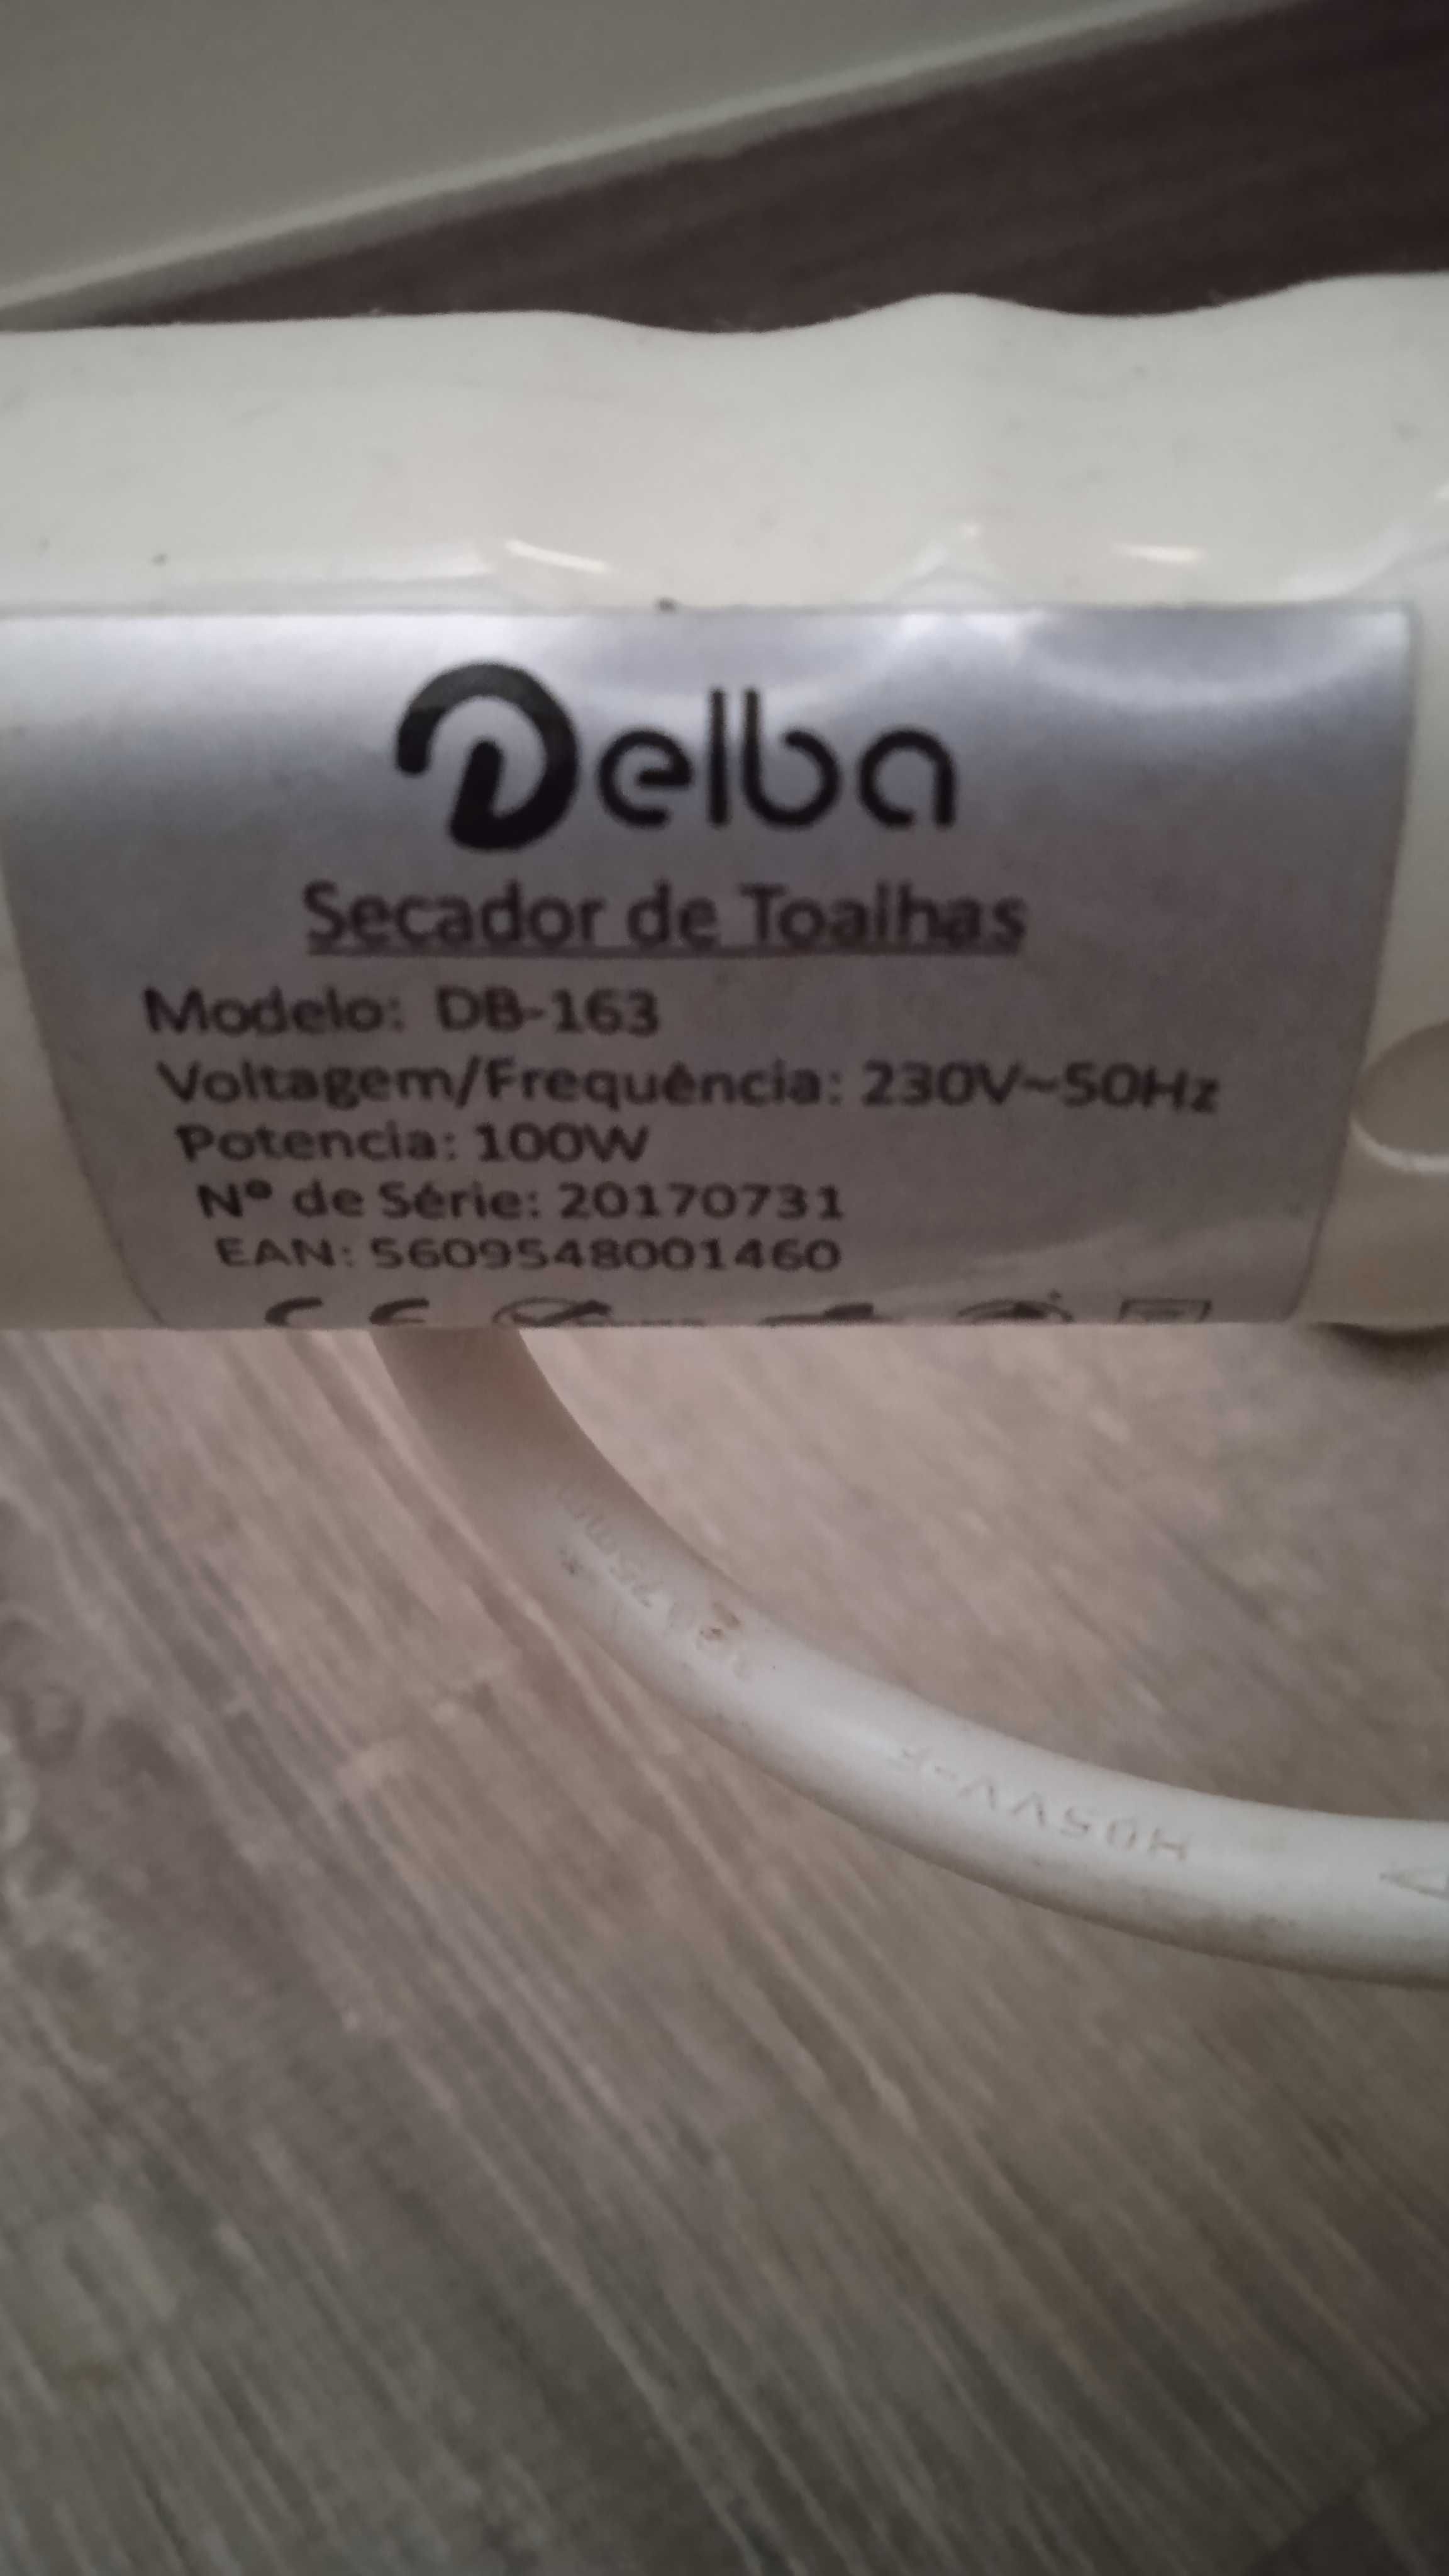 Delba
Secador de Toalhas
Modelo: DB-163
Voltagem/Frequência: 230V~50Hz
Potencia: 100W
Nº de Série: 20170731
EAN: 5609548001460
H05VV-F